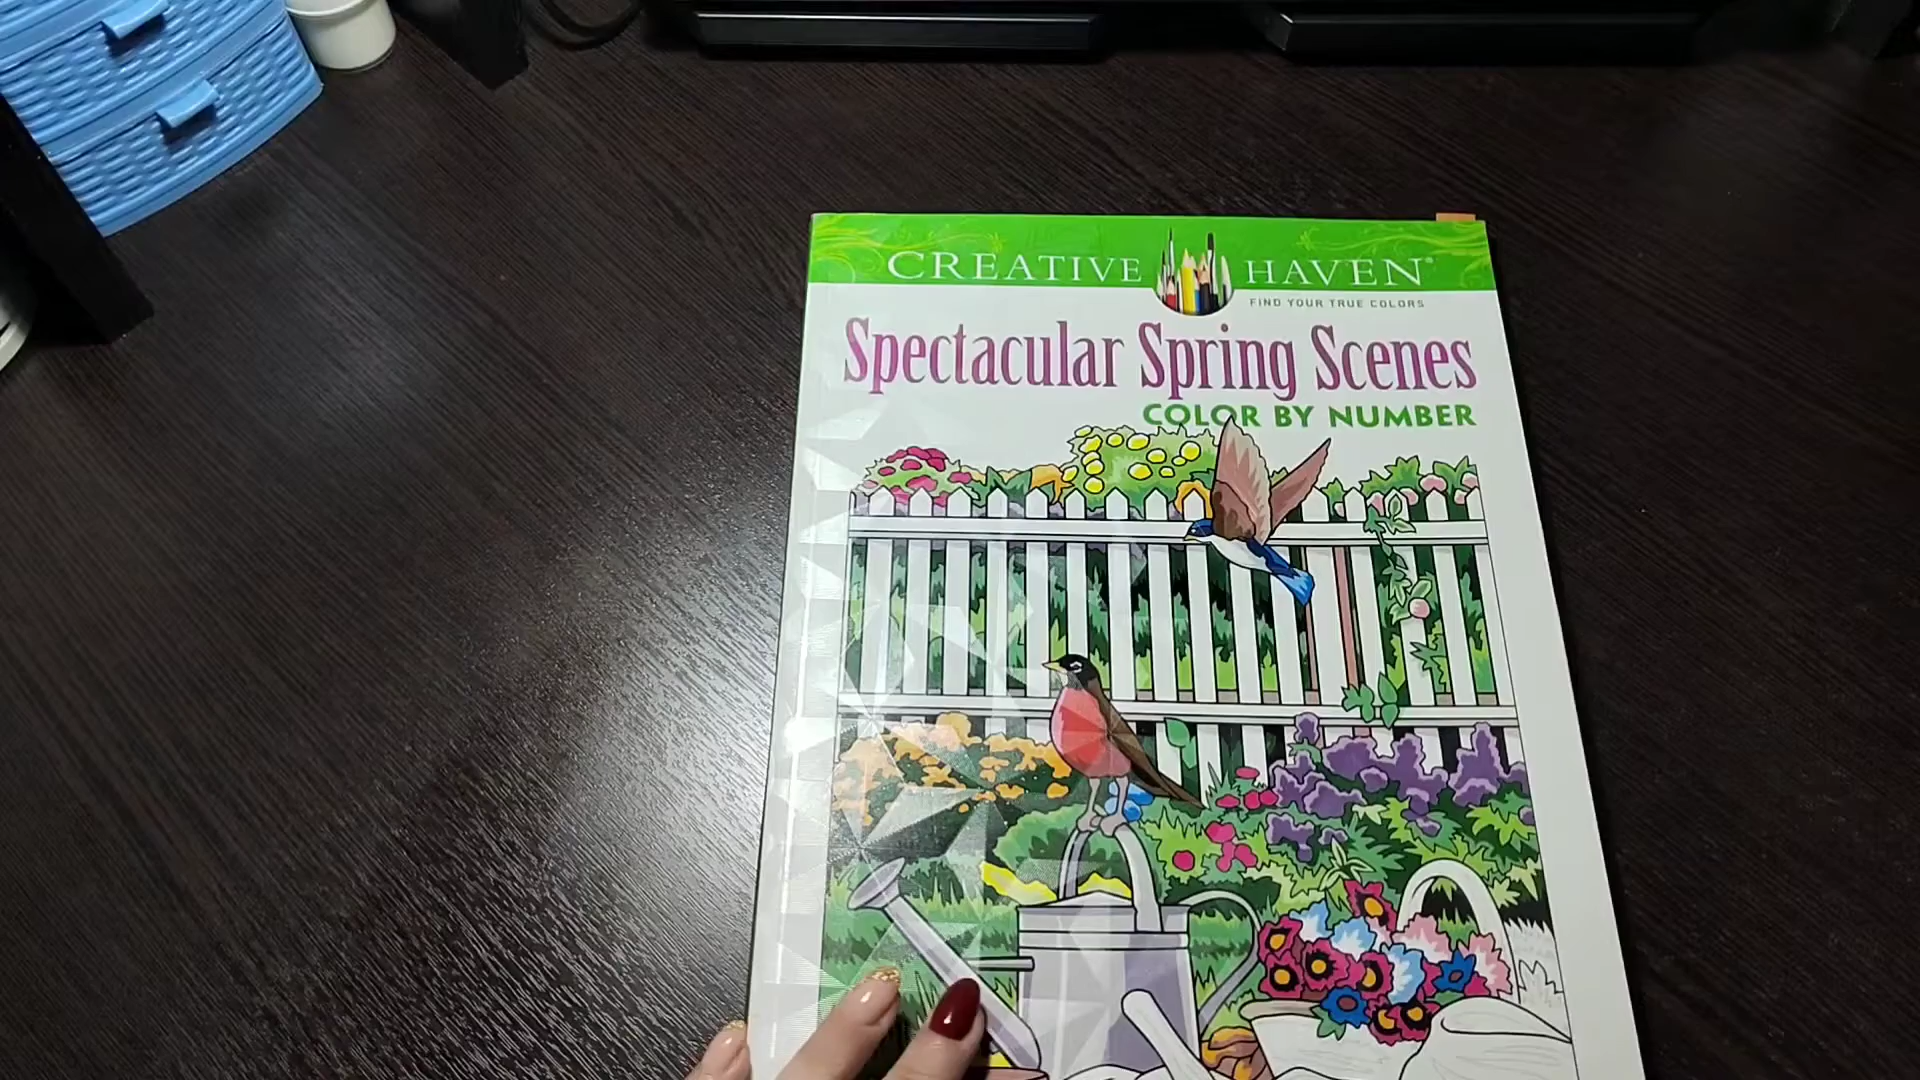 CREATIVE HAVEN®
FIND YOUR TRUE COLORS
Spectacular Spring Scenes
COLOR BY NUMBER